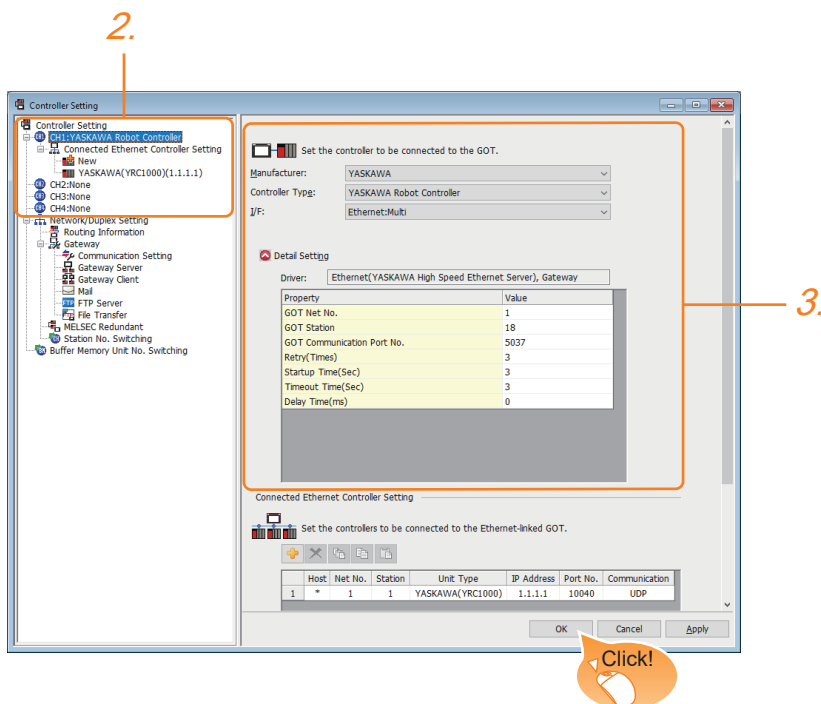 2.
Controller Setting
Controller Setting
CH1:YASKAWA Robot Controller
Connected Ethernet Controller Setting
New
YASKAWA(YRC1000)(1.1.1.1)
CH2:None
CH3:None
CH4:None
Network/Duplex Setting
Routing Information
Gateway
Communication Setting
Gateway Server
Gateway Client
Mail
FTP FTP Server
File Transfer
MELSEC Redundant
Station No. Switching
Buffer Memory Unit No. Switching
Set the controller to be connected to the GOT.
Manufacturer: YASKAWA
Controller Type: YASKAWA Robot Controller
I/F: Ethernet:Multi
Detail Setting
Driver: Ethernet(YASKAWA High Speed Ethernet Server), Gateway
Property Value
GOT Net No. 1
GOT Station 18
GOT Communication Port No. 5037
Retry(Times) 3
Startup Time(Sec) 3
Timeout Time(Sec) 3
Delay Time(ms) 0
3.
Connected Ethernet Controller Setting
Set the controllers to be connected to the Ethernet-linked GOT.
Host Net No. Station Unit Type IP Address Port No. Communication
1 * 1 1 YASKAWA(YRC1000) 1.1.1.1 10040 UDP
OK Cancel Apply
Click!